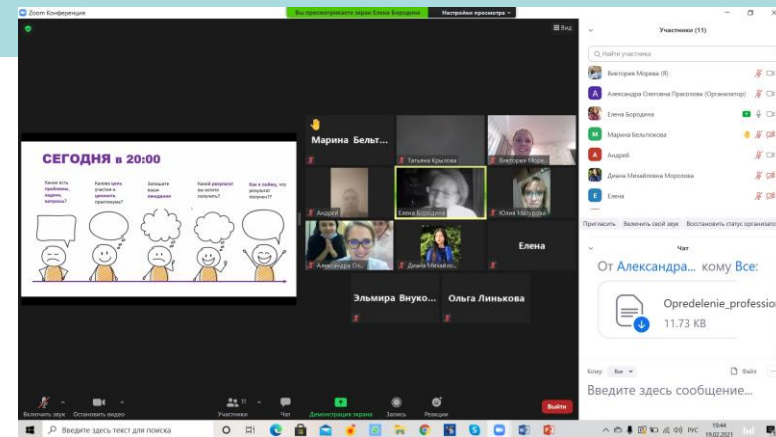 Zoom Конференция
Вы просматриваете экран Елена Бородина
Настройки просмотра
Вид
СЕГОДНЯ в 20:00
Какие есть проблемы, задачи, вопросы?
Какова цель участия и ценность практикума?
Запишите ваши ожидания
Какой результат вы хотите получить?
Как я пойму, что результат получен??
Марина Бельт...
Татьяна Крылова
Виктория Море...
Андрей
Елена Бородина
Юлия Мазурова
Александра Ол...
Диана Михайло...
Елена
Эльмира Внуко...
Ольга Линькова
Включить звук
Остановить видео
11
Участники
Чат
Демонстрация экрана
Запись
Реакции
Выйти
Участники (11)
Найти участника
Виктория Морева (Я)
А
Александра Олеговна Присолова (Организатор)
Елена Бородина
М
Марина Бельтюкова
А
Андрей
Диана Михайловна Морозова
Е
Елена
Пригласить
Включить свой звук
Восстановить статус организатора
Чат
От Александра... кому Все:
Opredelenie_profession
11.73 KB
Кому:
Все
Файл
Введите здесь сообщение...
Введите здесь текст для поиска
РУС
19:44
19.02.2021